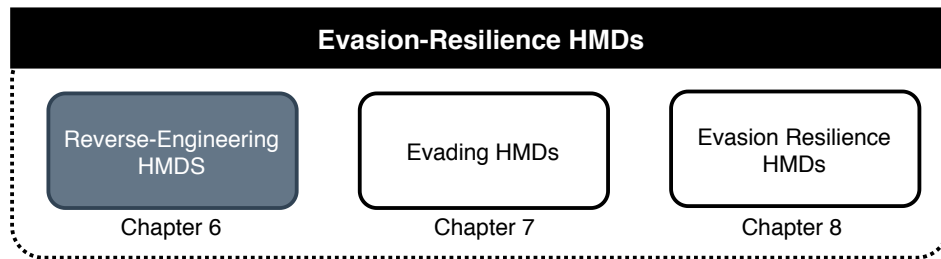 Evasion-Resilience HMDs
Reverse-Engineering
HMDS
Evading HMDs
Evasion Resilience
HMDs
Chapter 6
Chapter 7
Chapter 8